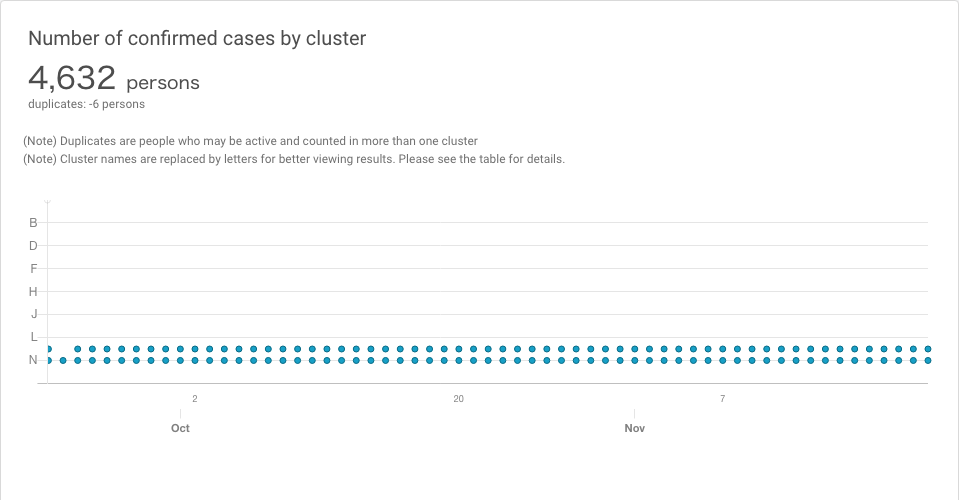 Number of confirmed cases by cluster
4,632 persons
duplicates: -6 persons
(Note) Duplicates are people who may be active and counted in more than one cluster
(Note) Cluster names are replaced by letters for better viewing results. Please see the table for details.
B
D
F
H
J
L
N
2 20 7
Oct Nov